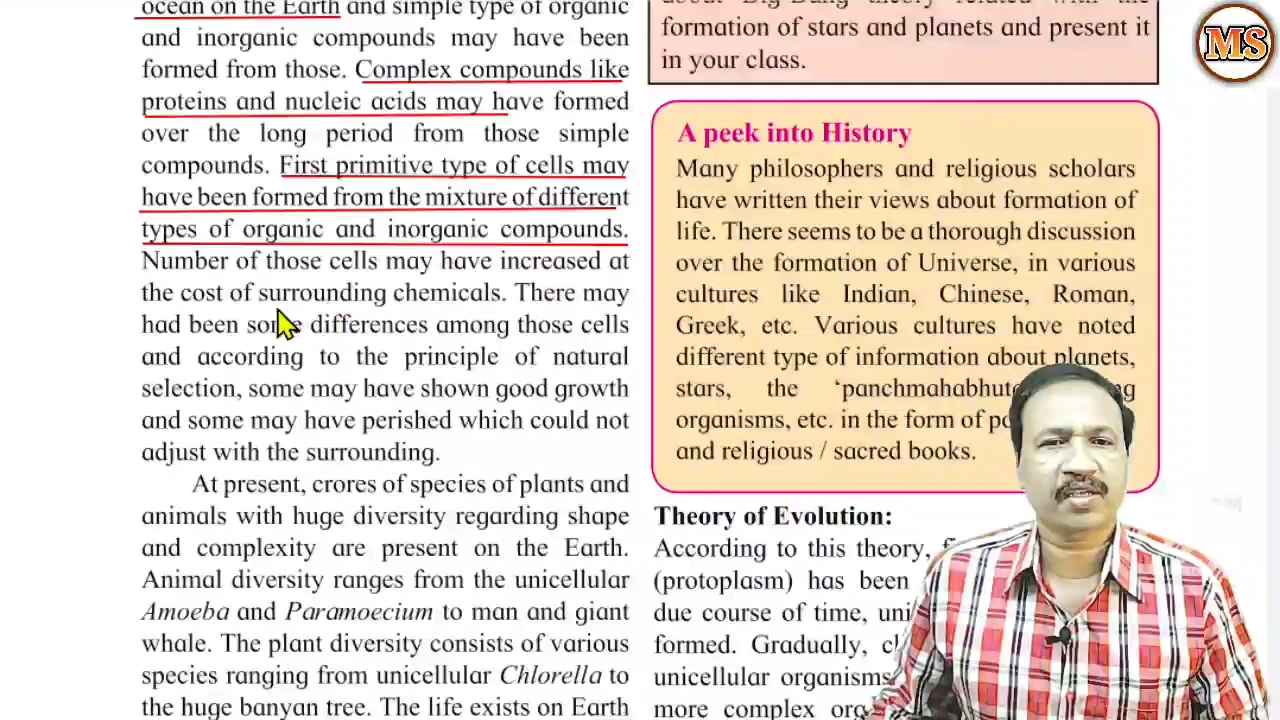 ocean on the Earth and simple type of organic
and inorganic compounds may have been
formed from those. Complex compounds like
proteins and nucleic acids may have formed
over the long period from those simple
compounds. First primitive type of cells may
have been formed from the mixture of different
types of organic and inorganic compounds.
Number of those cells may have increased at
the cost of surrounding chemicals. There may
had been some differences among those cells
and according to the principle of natural
selection, some may have shown good growth
and some may have perished which could not
adjust with the surrounding.
At present, crores of species of plants and
animals with huge diversity regarding shape
and complexity are present on the Earth.
Animal diversity ranges from the unicellular
Amoeba and Paramoecium to man and giant
whale. The plant diversity consists of various
species ranging from unicellular Chlorella to
the huge banyan tree. The life exists on Earth
about Big-Bang theory related with the
formation of stars and planets and present it
in your class.
A peek into History
Many philosophers and religious scholars
have written their views about formation of
life. There seems to be a thorough discussion
over the formation of Universe, in various
cultures like Indian, Chinese, Roman,
Greek, etc. Various cultures have noted
different type of information about planets,
stars, the
organisms, etc. in the form of
and religious / sacred books.
Theory of Evolution:
According to this theory,
(protoplasm) has been
due course of time,
formed. Gradually,
unicellular organisms
more complex
MS